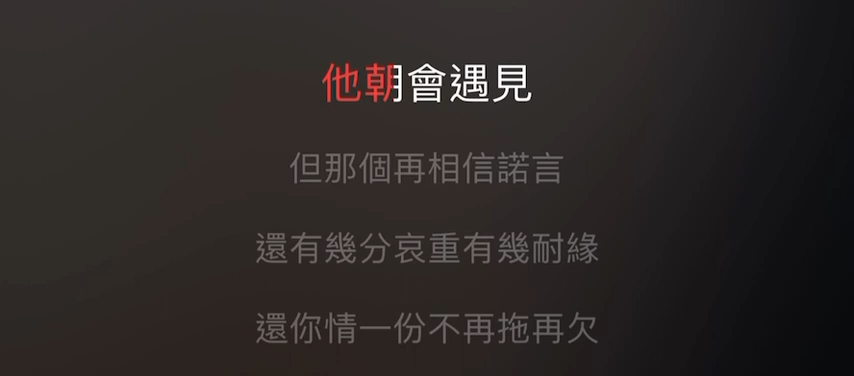 他朝會遇見
但那個再相信諾言
還有幾分哀重有幾耐緣
還你情一份不再拖再欠